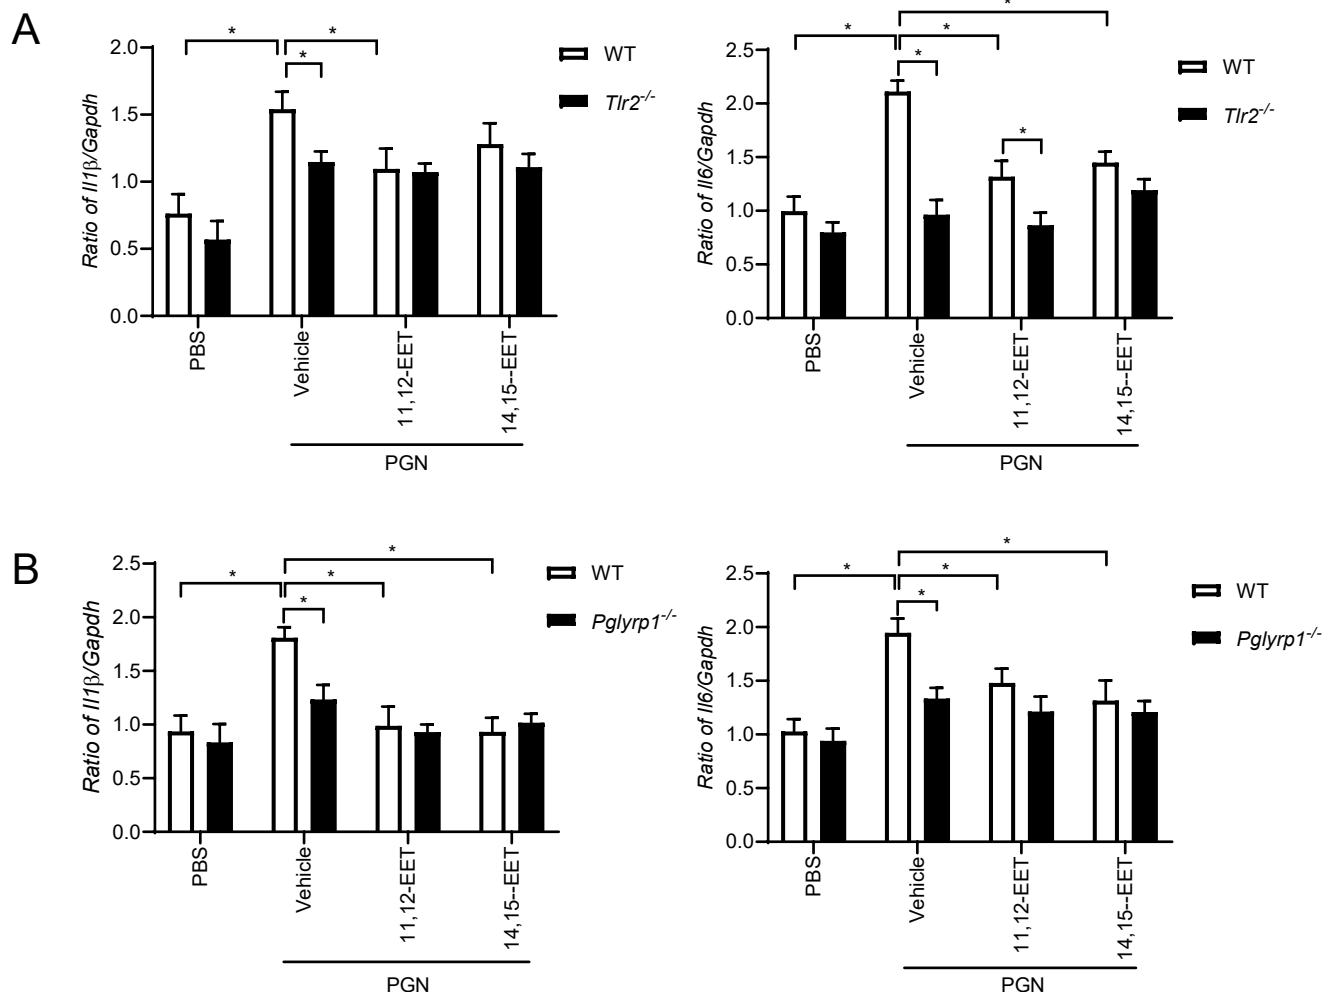 A
*
*
*
2.0
1.5
1.0
0.5
0.0
Ratio of Il1β/Gapdh
WT
Tlr2-/-
PBS
Vehicle
11,12-EET
14,15--EET
PGN
*
*
*
*
*
2.5
2.0
1.5
1.0
0.5
0.0
Ratio of Il6/Gapdh
WT
Tlr2-/-
PBS
Vehicle
11,12-EET
14,15--EET
PGN
B
*
*
*
*
2.5
2.0
1.5
1.0
0.5
0.0
Ratio of Il1β/Gapdh
WT
Pglyrp1-/-
PBS
Vehicle
11,12-EET
14,15--EET
PGN
*
*
*
*
2.5
2.0
1.5
1.0
0.5
0.0
Ratio of Il6/Gapdh
WT
Pglyrp1-/-
PBS
Vehicle
11,12-EET
14,15--EET
PGN